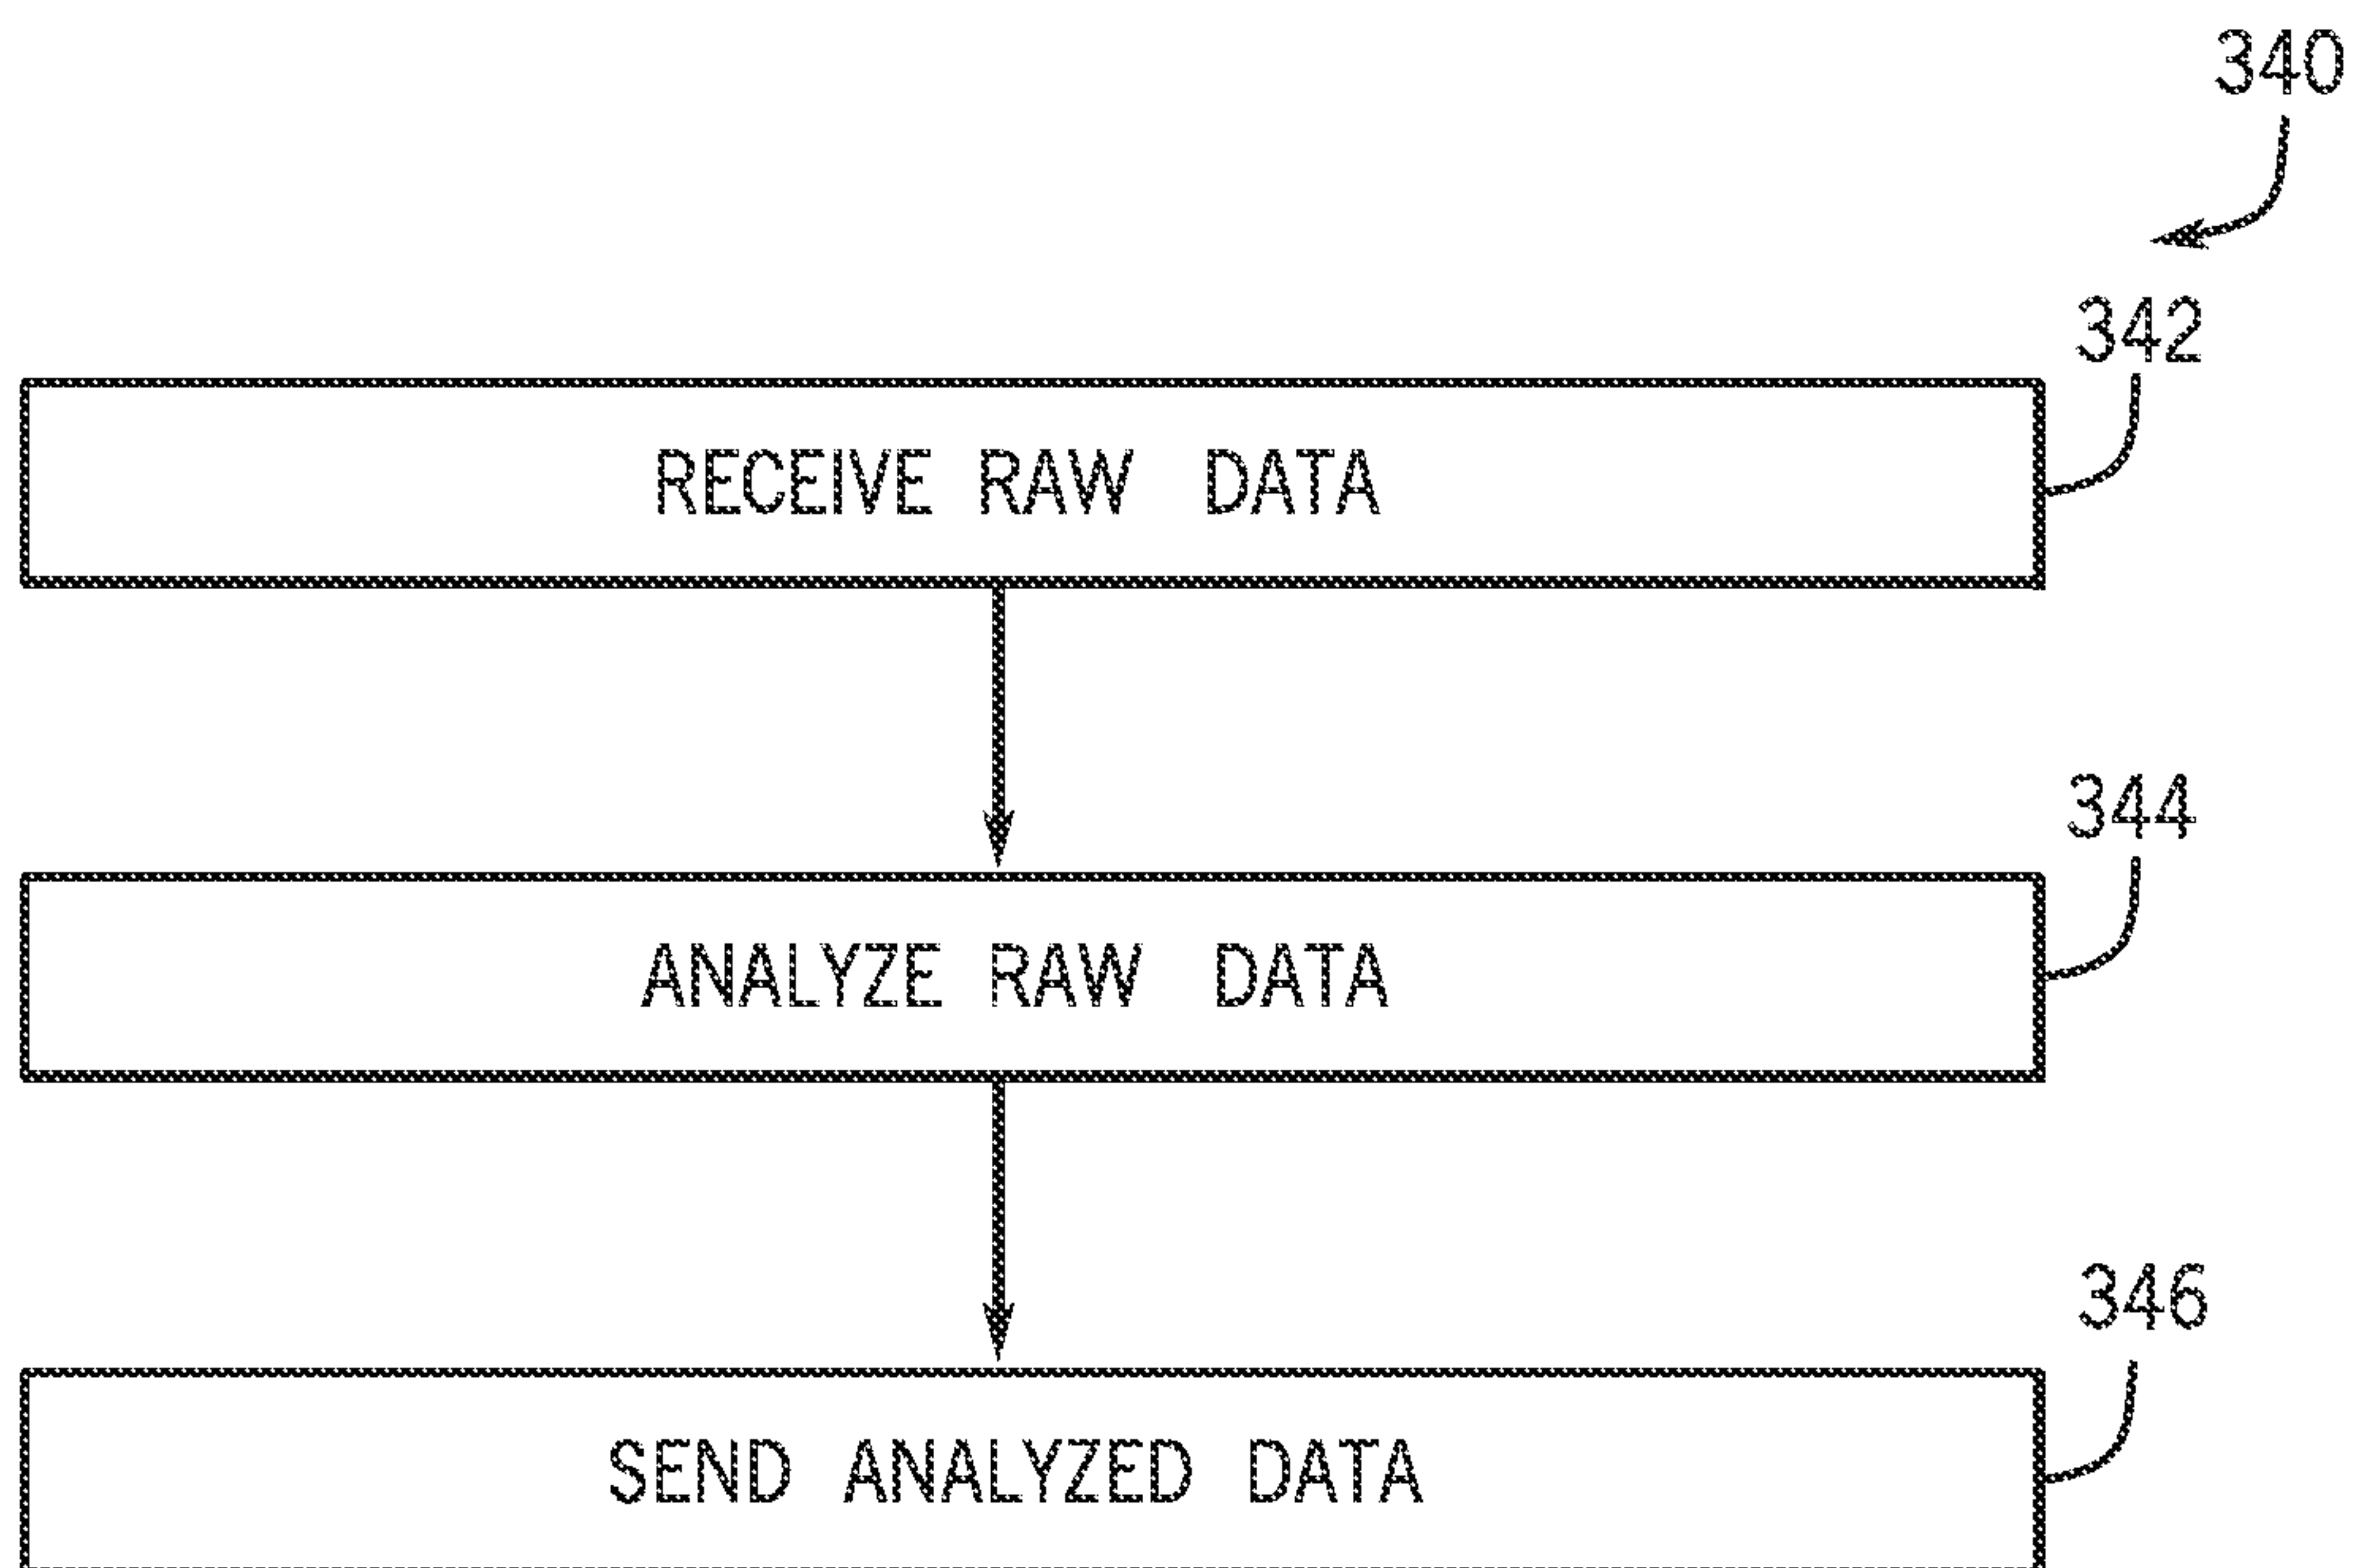 340
342
RECEIVE RAW DATA
344
ANALYZE RAW DATA
346
SEND ANALYZED DATA